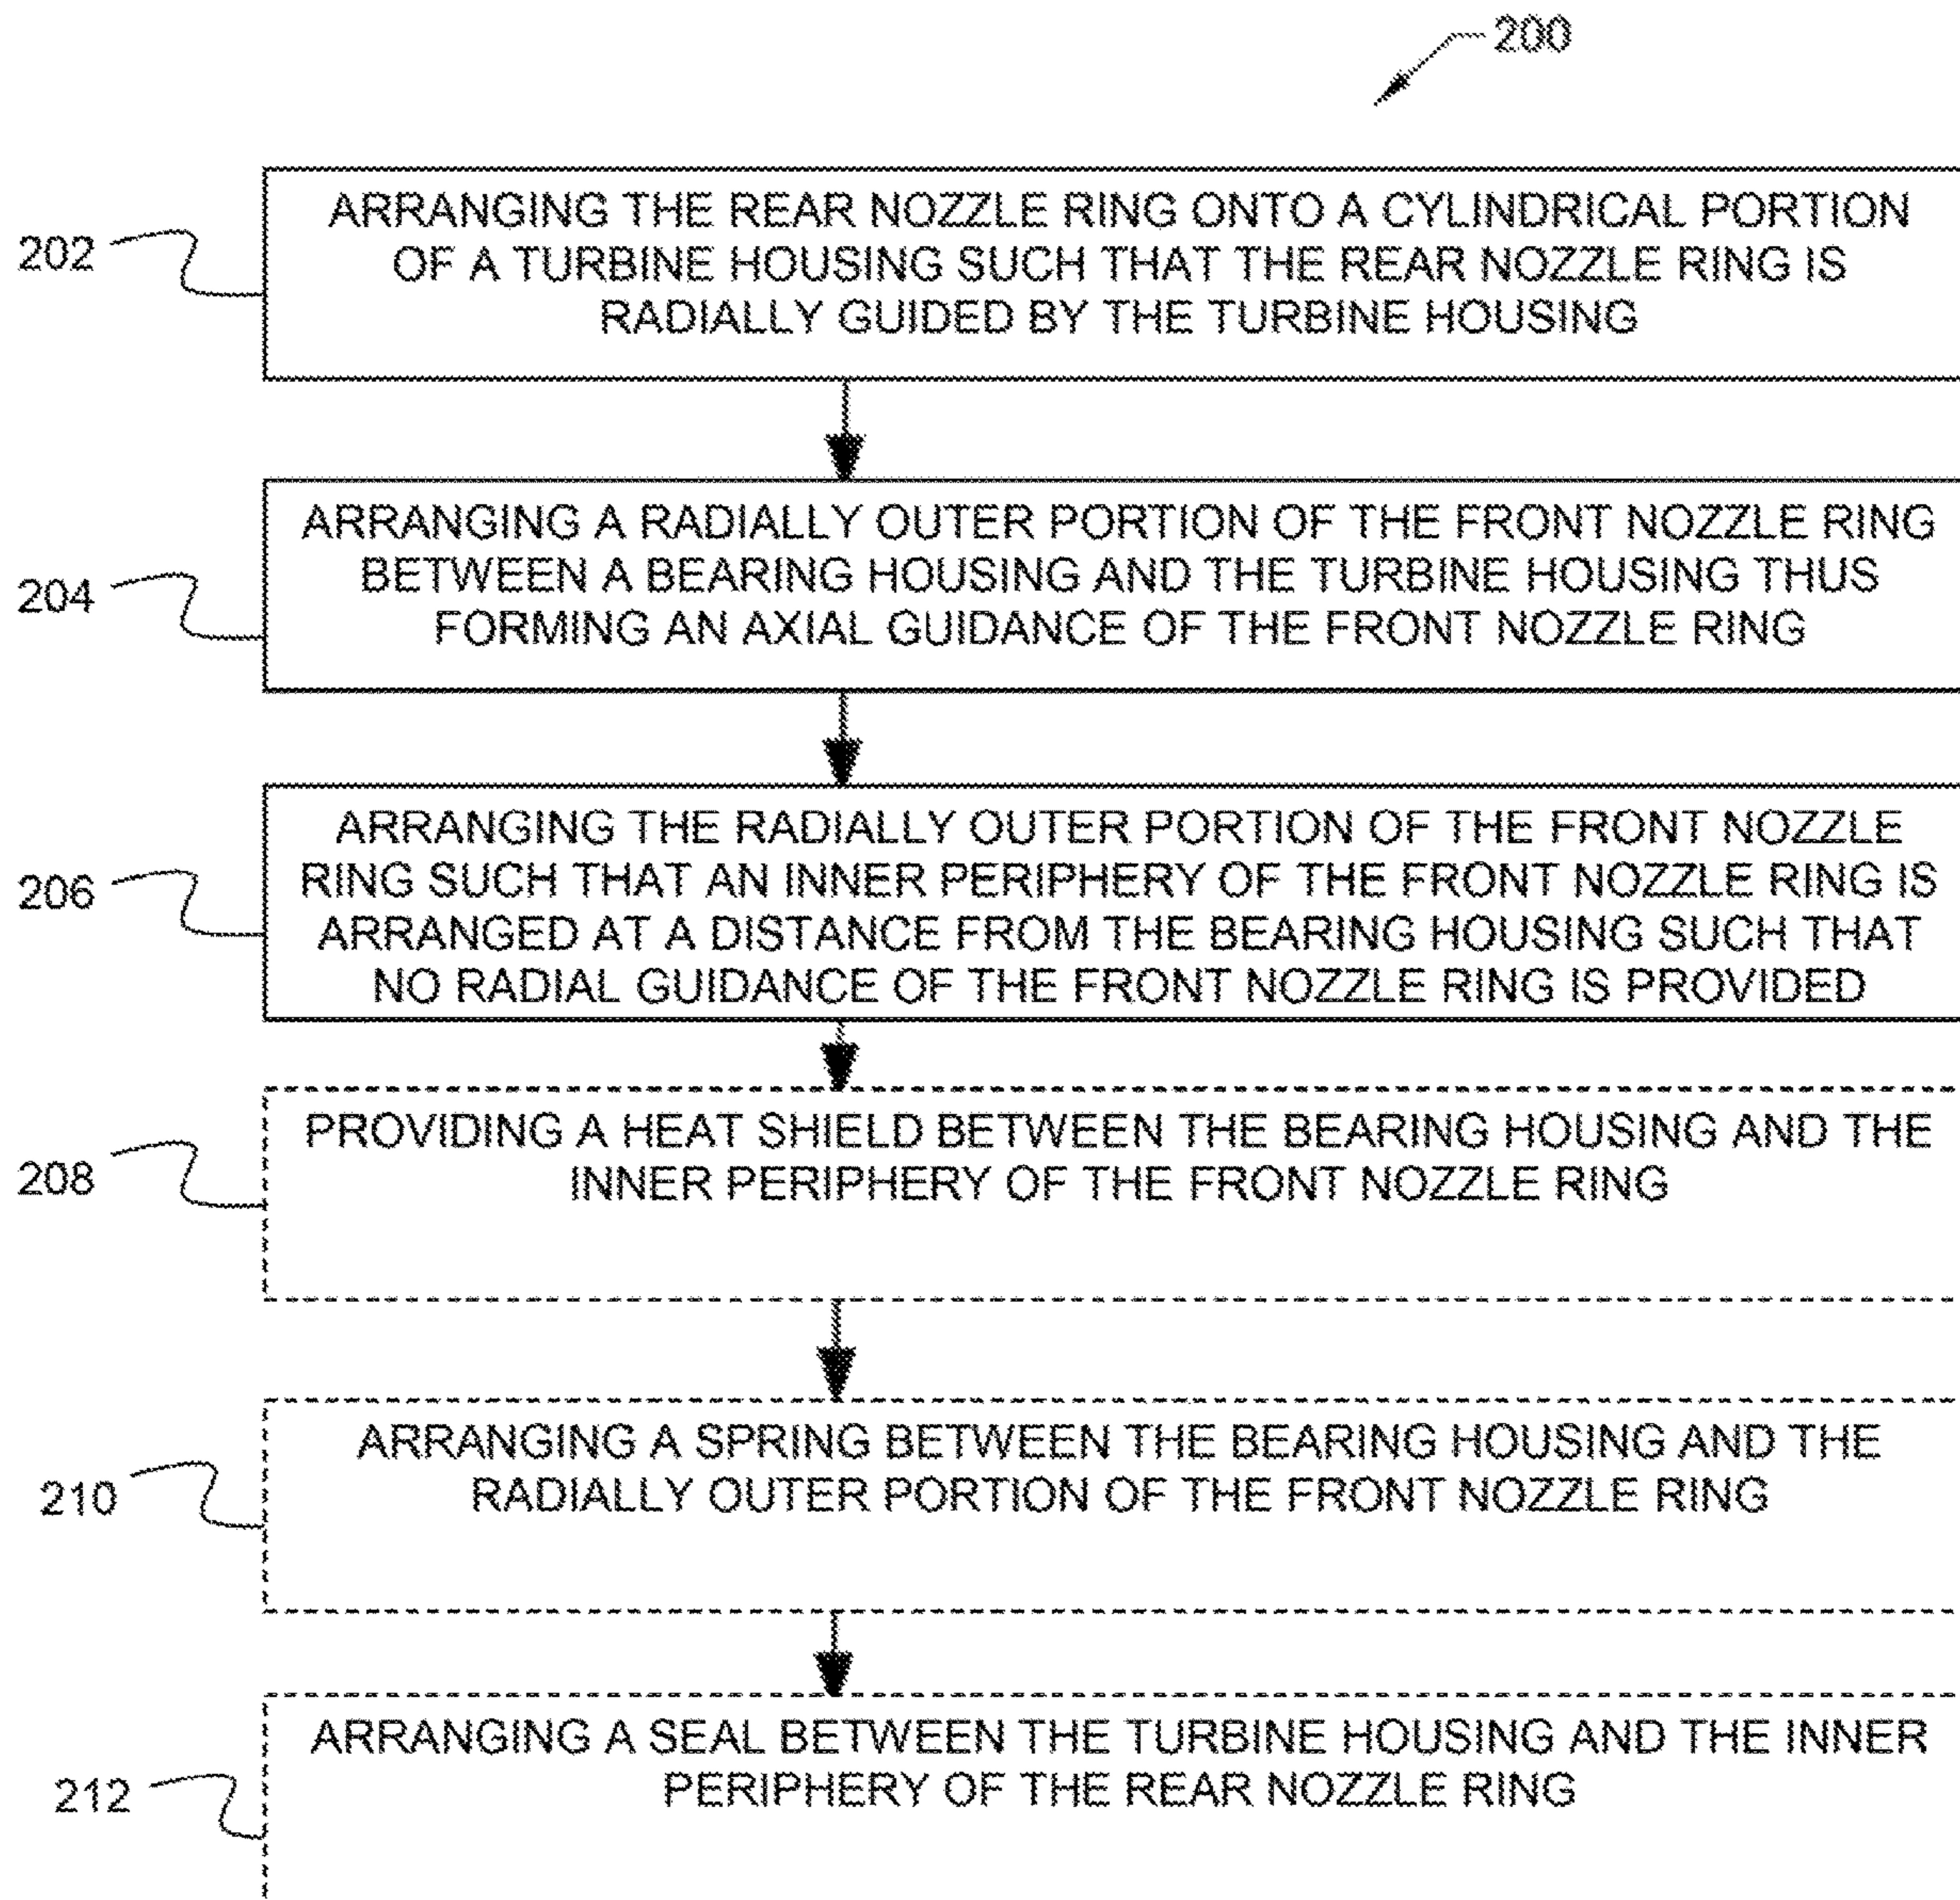 200
202
ARRANGING THE REAR NOZZLE RING ONTO A CYLINDRICAL PORTION
OF A TURBINE HOUSING SUCH THAT THE REAR NOZZLE RING IS
RADIALLY GUIDED BY THE TURBINE HOUSING
204
ARRANGING A RADIALLY OUTER PORTION OF THE FRONT NOZZLE RING
BETWEEN A BEARING HOUSING AND THE TURBINE HOUSING THUS
FORMING AN AXIAL GUIDANCE OF THE FRONT NOZZLE RING
206
ARRANGING THE RADIALLY OUTER PORTION OF THE FRONT NOZZLE
RING SUCH THAT AN INNER PERIPHERY OF THE FRONT NOZZLE RING IS
ARRANGED AT A DISTANCE FROM THE BEARING HOUSING SUCH THAT
NO RADIAL GUIDANCE OF THE FRONT NOZZLE RING IS PROVIDED
208
PROVIDING A HEAT SHIELD BETWEEN THE BEARING HOUSING AND THE
INNER PERIPHERY OF THE FRONT NOZZLE RING
210
ARRANGING A SPRING BETWEEN THE BEARING HOUSING AND THE
RADIALLY OUTER PORTION OF THE FRONT NOZZLE RING
212
ARRANGING A SEAL BETWEEN THE TURBINE HOUSING AND THE INNER
PERIPHERY OF THE REAR NOZZLE RING